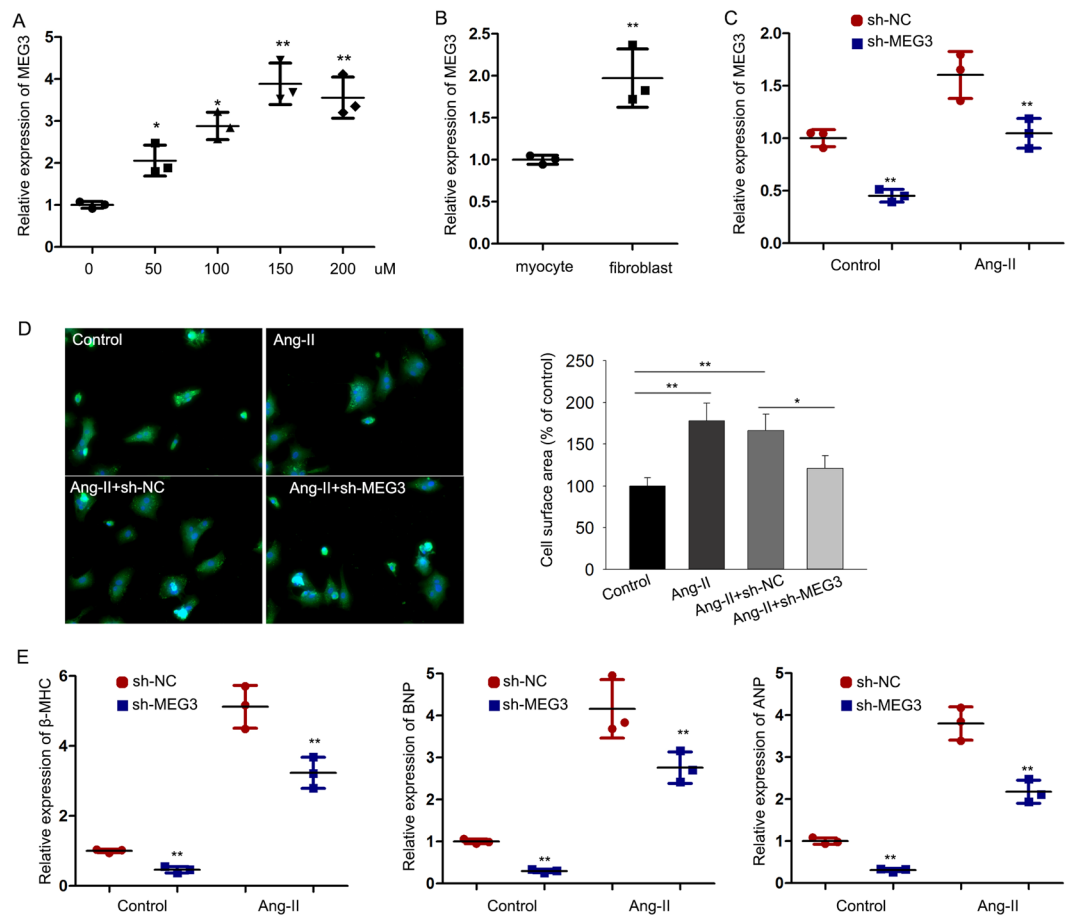 A
Relative expression of MEG3
5
4
3
2
1
0
*
*
**
**
0 50 100 150 200 uM
B
Relative expression of MEG3
2.5
2.0
1.5
1.0
0.5
0.0
**
myocyte fibroblast
C
sh-NC
sh-MEG3
Relative expression of MEG3
2.0
1.5
1.0
0.5
0.0
**
**
Control Ang-II
D
Control
Ang-II
Ang-II+sh-NC
Ang-II+sh-MEG3
Cell surface area (% of control)
250
200
150
100
50
0
**
**
*
Control
Ang-II
Ang-II+sh-NC
Ang-II+sh-MEG3
E
Relative expression of β-MHC
6
4
2
0
sh-NC
sh-MEG3
**
**
Control Ang-II
Relative expression of BNP
5
4
3
2
1
0
sh-NC
sh-MEG3
**
**
Control Ang-II
Relative expression of ANP
5
4
3
2
1
0
sh-NC
sh-MEG3
**
**
Control Ang-II